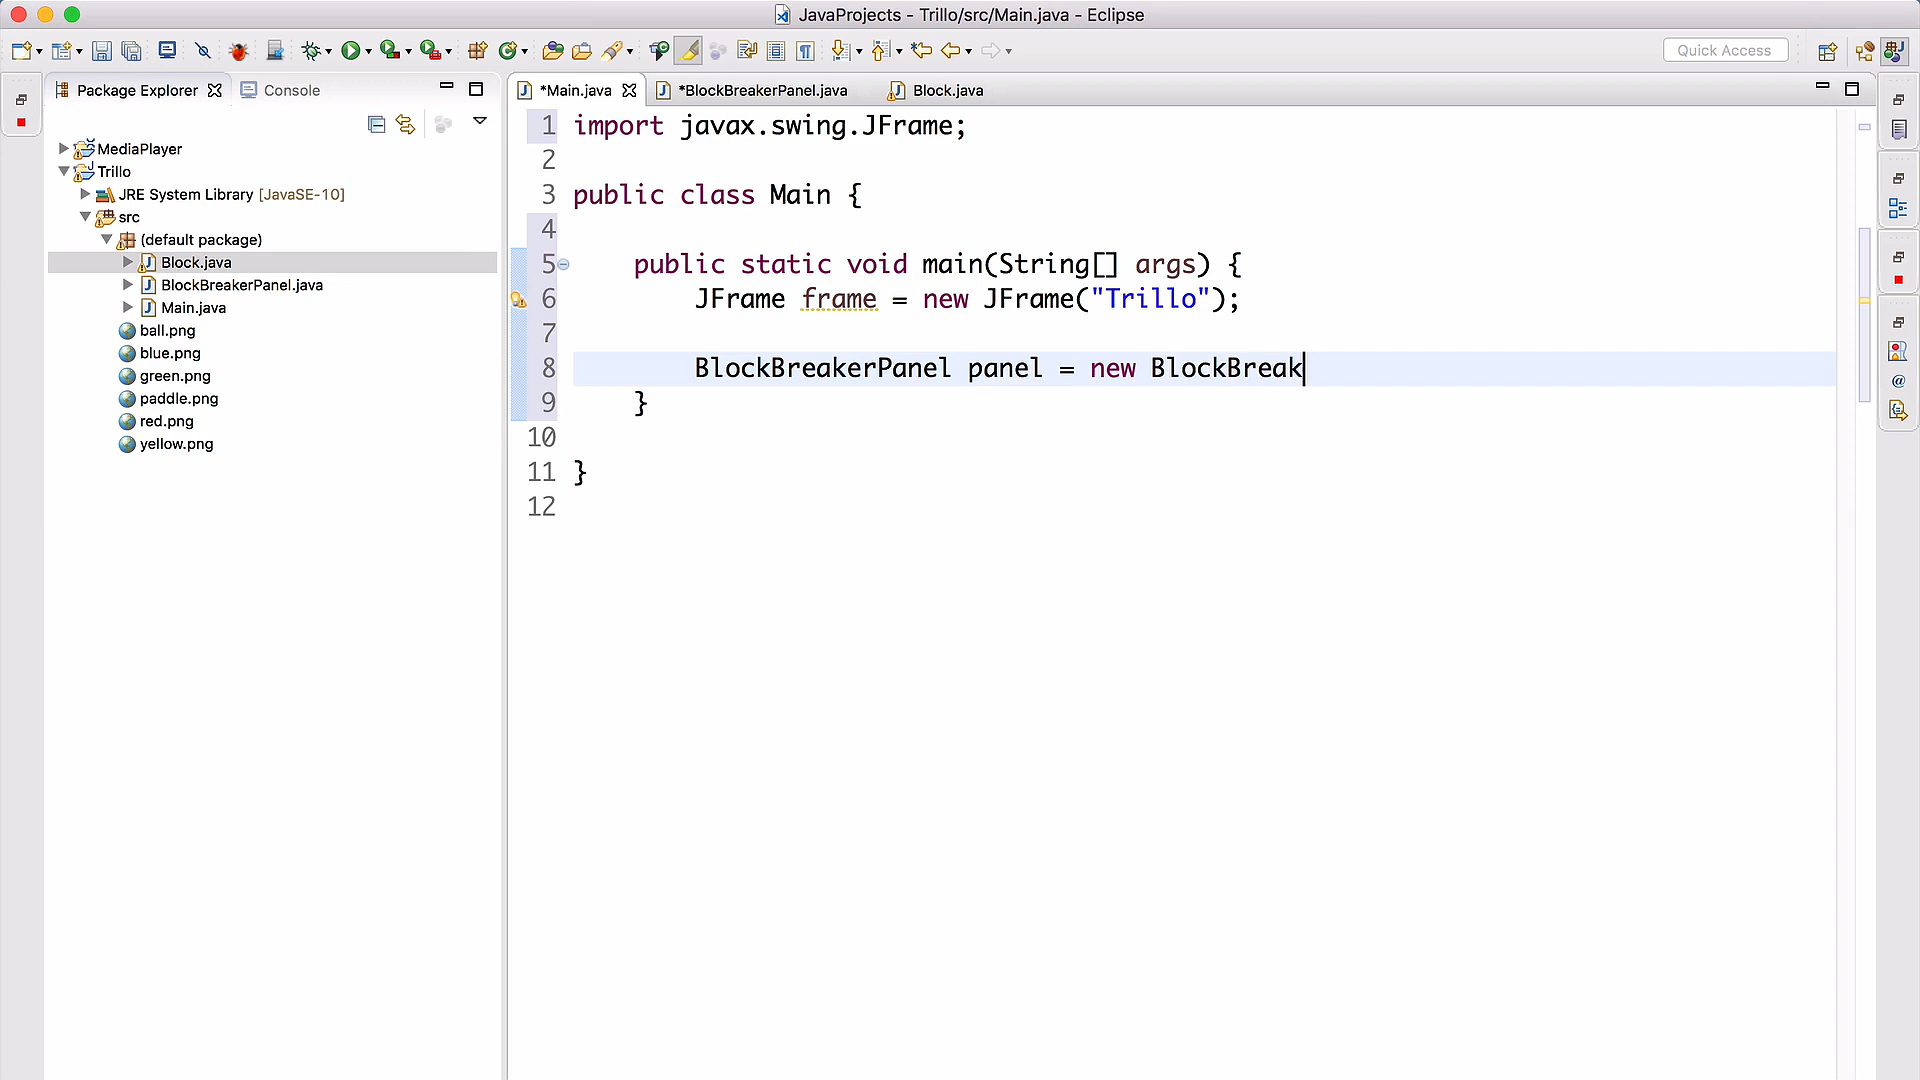 JavaProjects - Trillo/src/Main.java - Eclipse
Quick Access
Package Explorer
Console
*Main.java
*BlockBreakerPanel.java
Block.java
MediaPlayer
Trillo
JRE System Library [JavaSE-10]
src
(default package)
Block.java
BlockBreakerPanel.java
Main.java
ball.png
blue.png
green.png
paddle.png
red.png
yellow.png
1 import javax.swing.JFrame;
2
3 public class Main {
4
5 public static void main(String[] args) {
6 JFrame frame = new JFrame("Trillo");
7
8 BlockBreakerPanel panel = new BlockBreak
9 }
10
11 }
12